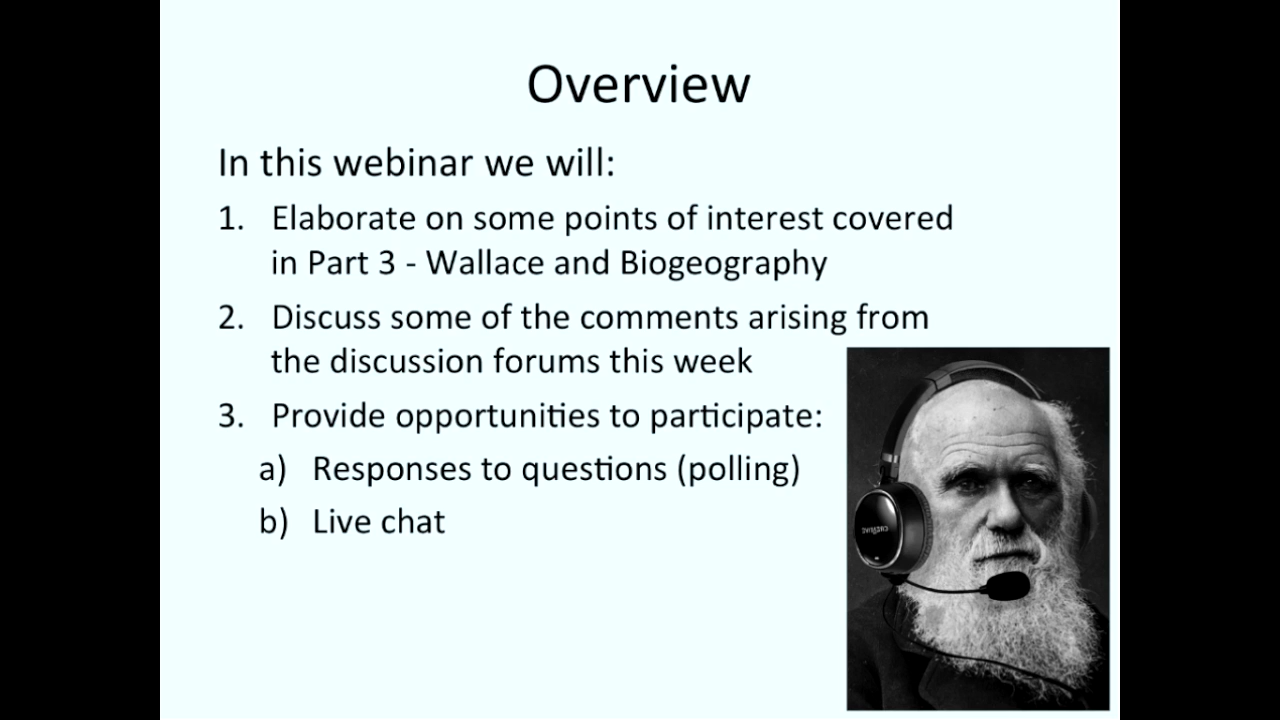 Overview
In this webinar we will:
1. Elaborate on some points of interest covered
in Part 3 - Wallace and Biogeography
2. Discuss some of the comments arising from
the discussion forums this week
3. Provide opportunities to participate:
a) Responses to questions (polling)
b) Live chat
CREATIVE